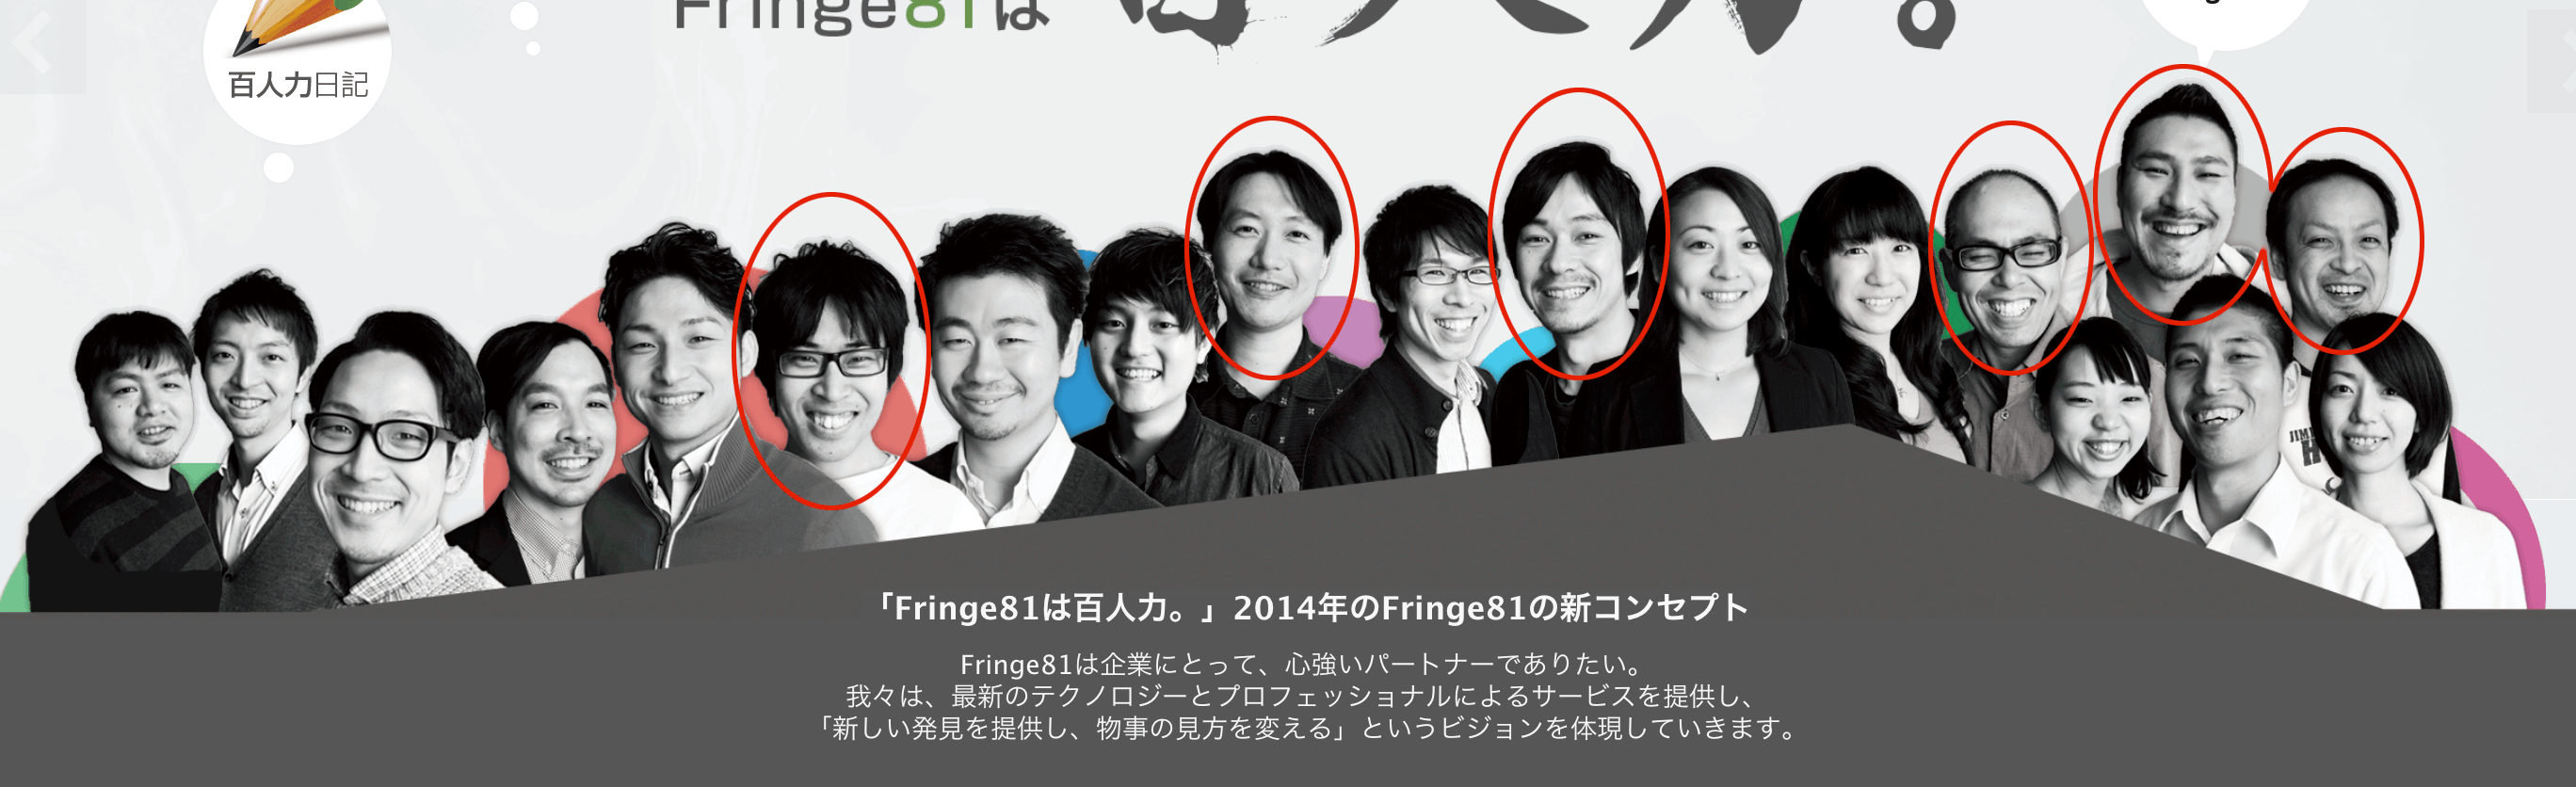 Fringe81は 百人力。
百人力日記
「Fringe81は百人力。」2014年のFringe81の新コンセプト
Fringe81は企業にとって、心強いパートナーでありたい。
我々は、最新のテクノロジーとプロフェッショナルによるサービスを提供し、
「新しい発見を提供し、物事の見方を変える」というビジョンを体現していきます。